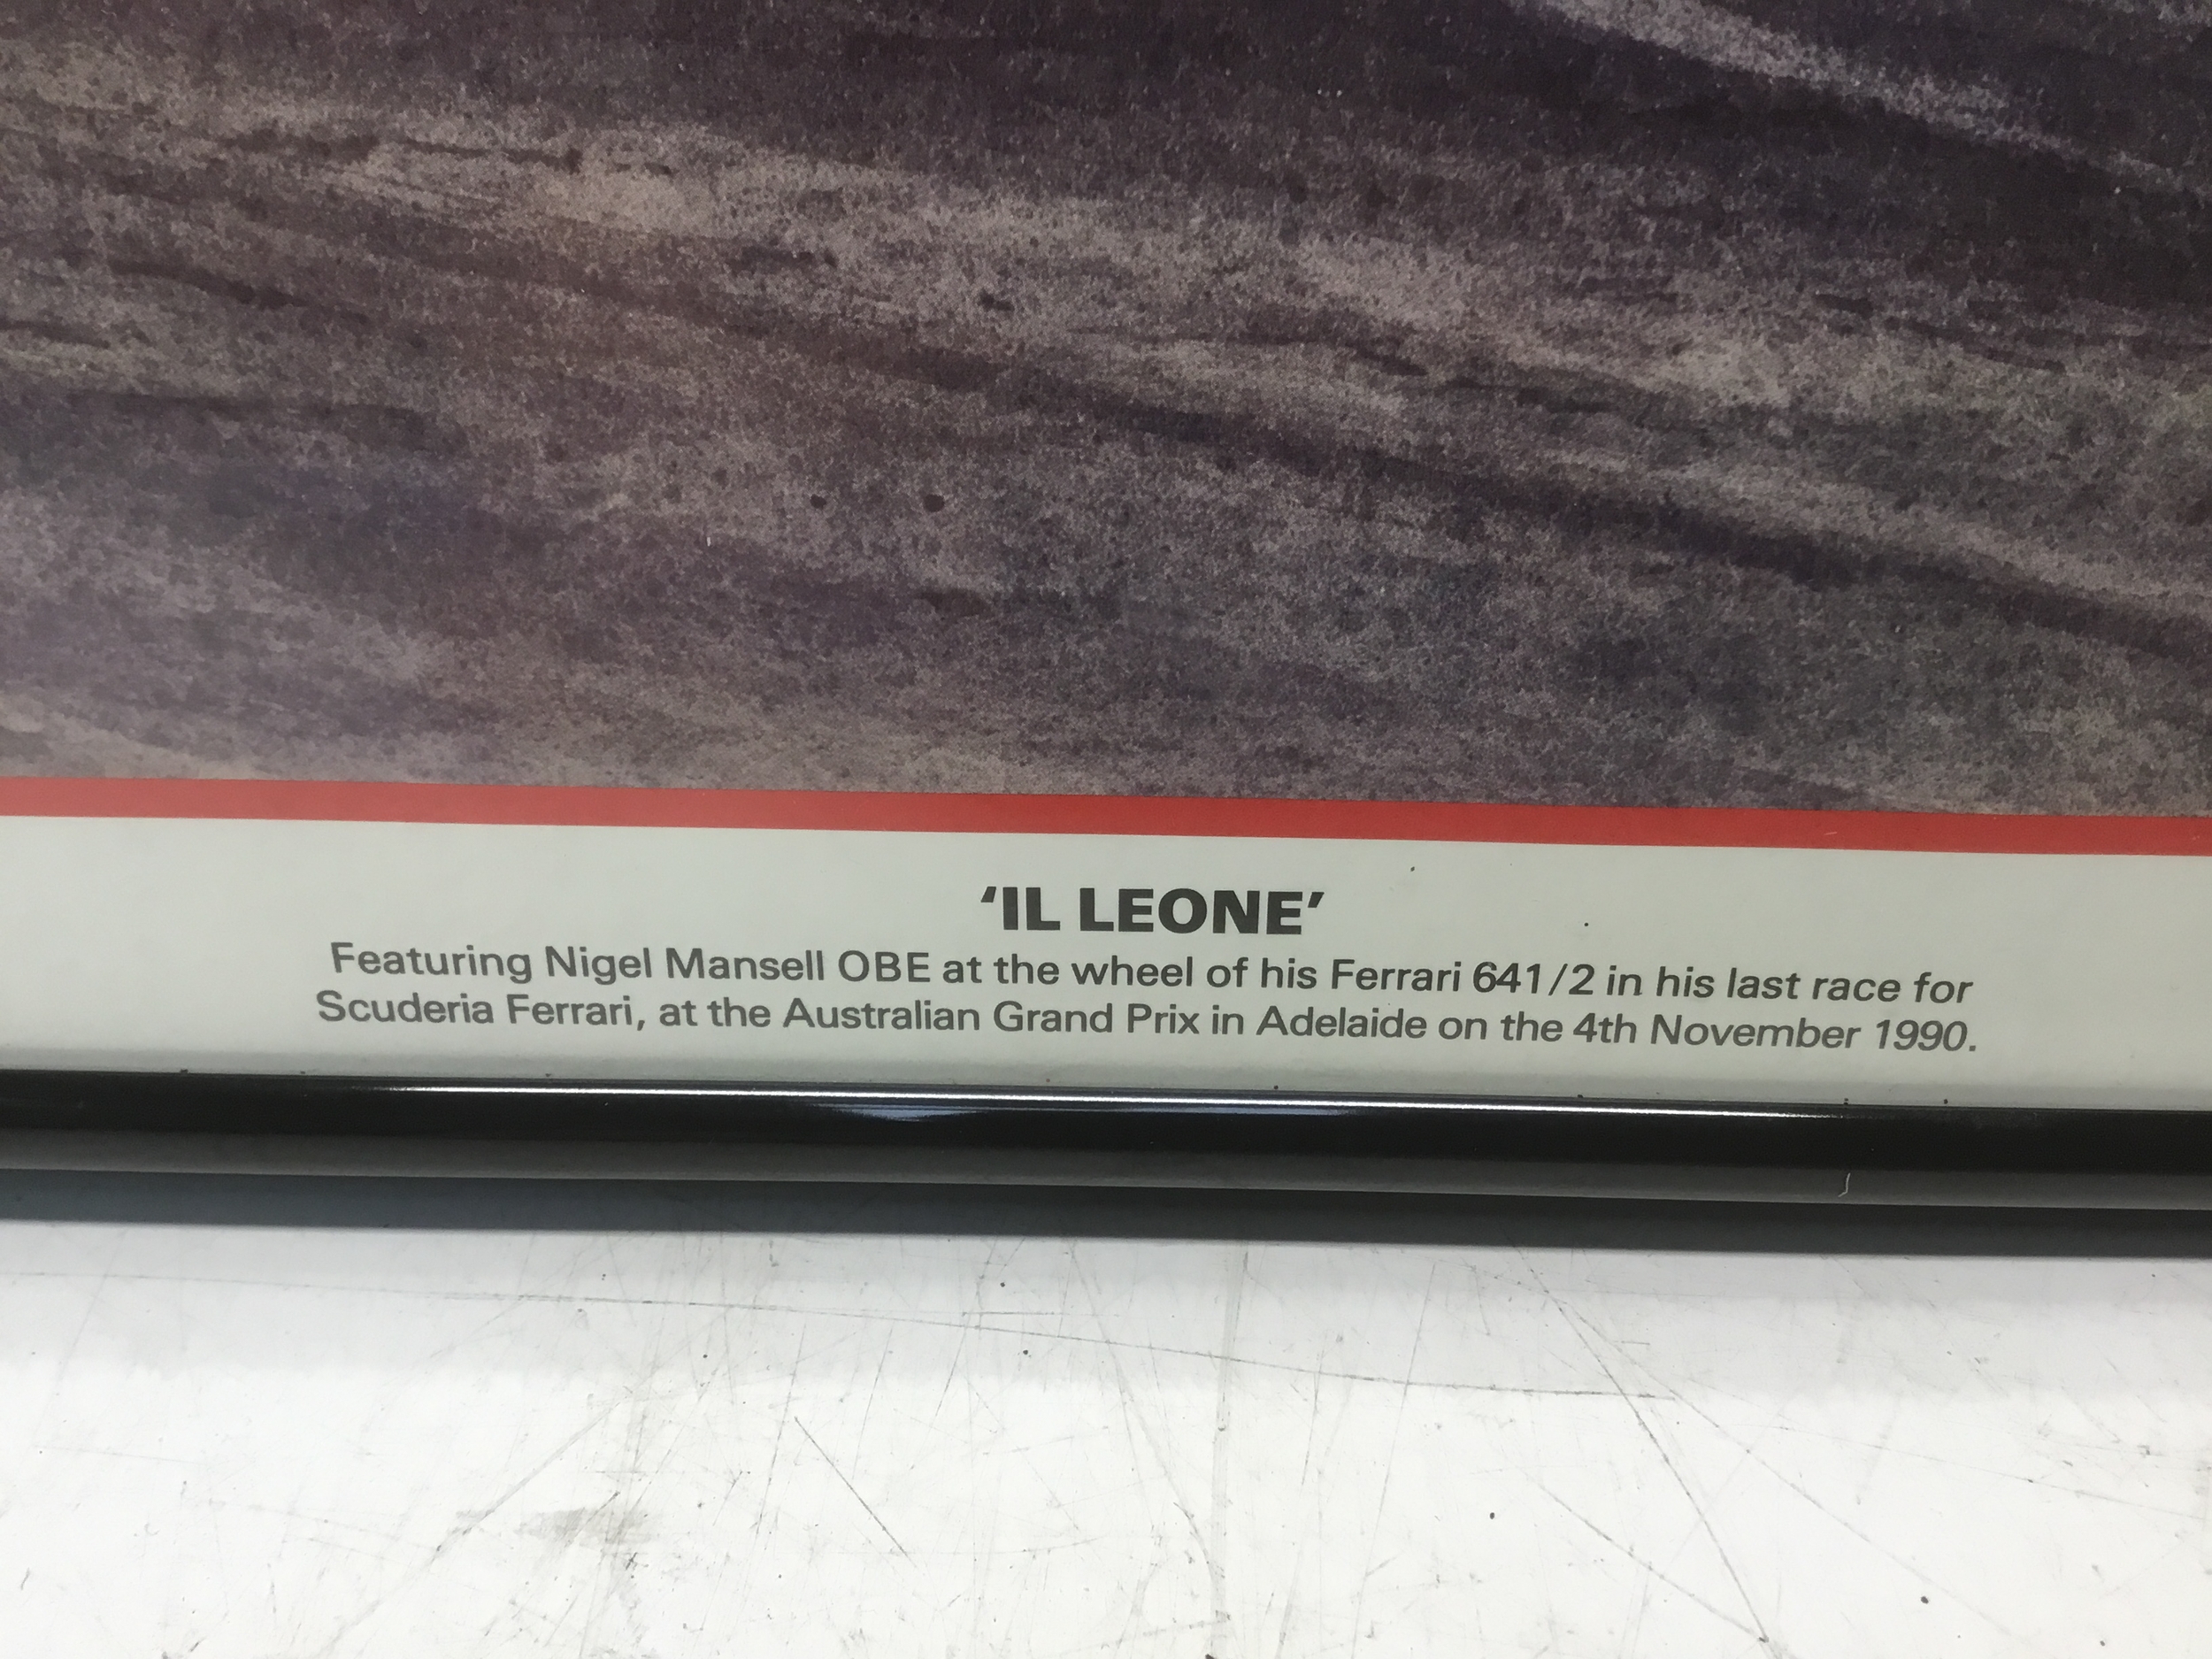 ‘IL LEONE’
Featuring Nigel Mansell OBE at the wheel of his Ferrari 641/2 in his last race for
Scuderia Ferrari, at the Australian Grand Prix in Adelaide on the 4th November 1990.